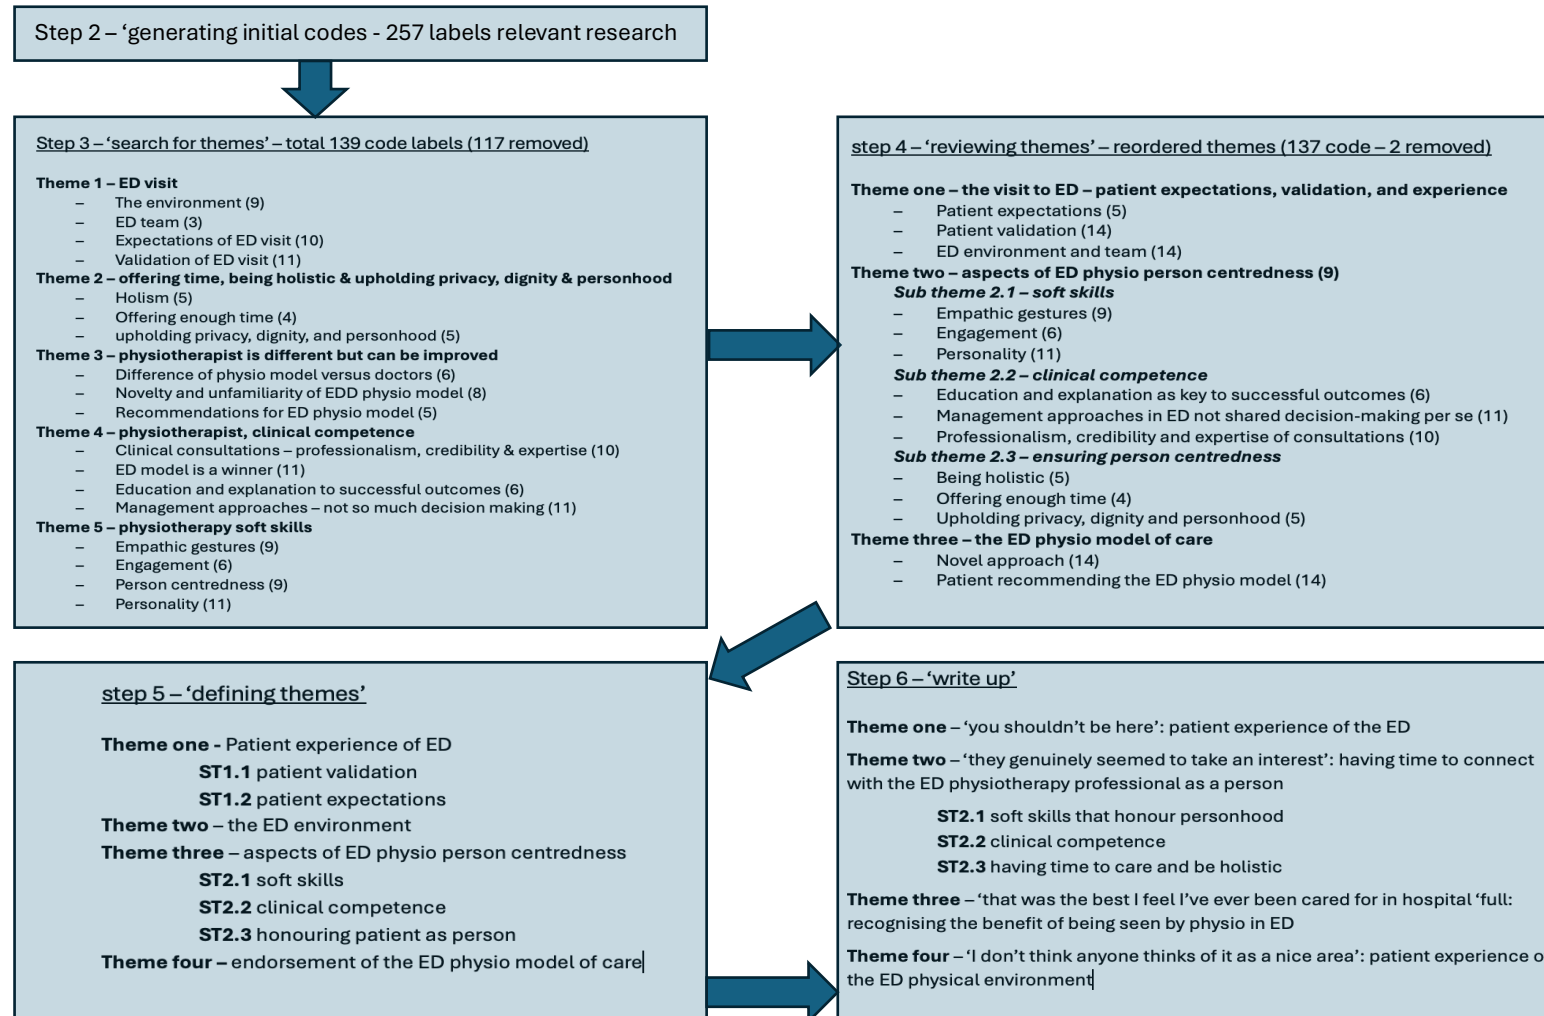 Step 2 – ‘generating initial codes - 257 labels relevant research
Step 3 – ‘search for themes’ – total 139 code labels (117 removed)
Theme 1 – ED visit
– The environment (9)
– ED team (3)
– Expectations of ED visit (10)
– Validation of ED visit (11)
Theme 2 – offering time, being holistic & upholding privacy, dignity & personhood
– Holism (5)
– Offering enough time (4)
– upholding privacy, dignity, and personhood (5)
Theme 3 – physiotherapist is different but can be improved
– Difference of physio model versus doctors (6)
– Novelty and unfamiliarity of EDD physio model (8)
– Recommendations for ED physio model (5)
Theme 4 – physiotherapist, clinical competence
– Clinical consultations – professionalism, credibility & expertise (10)
– ED model is a winner (11)
– Education and explanation to successful outcomes (6)
– Management approaches – not so much decision making (11)
Theme 5 – physiotherapy soft skills
– Empathic gestures (9)
– Engagement (6)
– Person centredness (9)
– Personality (11)
step 4 – ‘reviewing themes’ – reordered themes (137 code – 2 removed)
Theme one – the visit to ED – patient expectations, validation, and experience
– Patient expectations (5)
– Patient validation (14)
– ED environment and team (14)
Theme two – aspects of ED physio person centredness (9)
Sub theme 2.1 – soft skills
– Empathic gestures (9)
– Engagement (6)
– Personality (11)
Sub theme 2.2 – clinical competence
– Education and explanation as key to successful outcomes (6)
– Management approaches in ED not shared decision-making per se (11)
– Professionalism, credibility and expertise of consultations (10)
Sub theme 2.3 – ensuring person centredness
– Being holistic (5)
– Offering enough time (4)
– Upholding privacy, dignity and personhood (5)
Theme three – the ED physio model of care
– Novel approach (14)
– Patient recommending the ED physio model (14)
step 5 – ‘defining themes’
Theme one - Patient experience of ED
ST1.1 patient validation
ST1.2 patient expectations
Theme two – the ED environment
Theme three – aspects of ED physio person centredness
ST2.1 soft skills
ST2.2 clinical competence
ST2.3 honouring patient as person
Theme four – endorsement of the ED physio model of care
Step 6 – ‘write up’
Theme one – ‘you shouldn’t be here’: patient experience of the ED
Theme two – ‘they genuinely seemed to take an interest’: having time to connect
with the ED physiotherapy professional as a person
ST2.1 soft skills that honour personhood
ST2.2 clinical competence
ST2.3 having time to care and be holistic
Theme three – ‘that was the best I feel I’ve ever been cared for in hospital ‘full:
recognising the benefit of being seen by physio in ED
Theme four – ‘I don’t think anyone thinks of it as a nice area’: patient experience
the ED physical environment